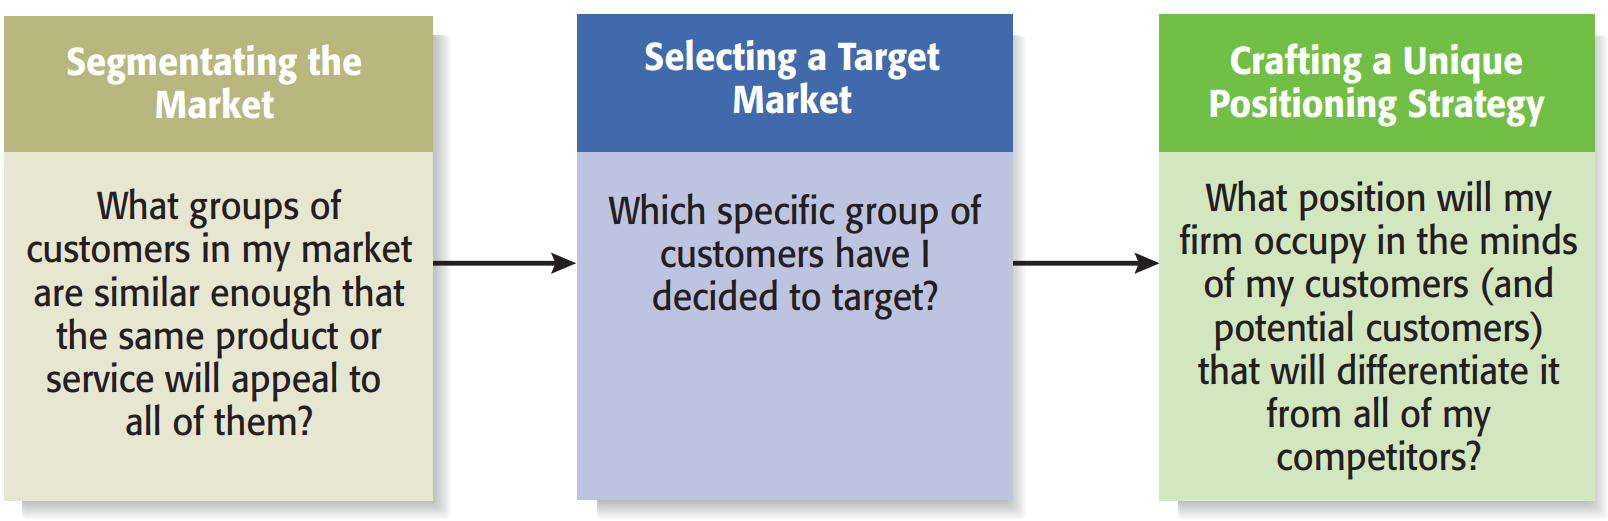 Segmentating the
Market
What groups of
customers in my market
are similar enough that
the same product or
service will appeal to
all of them?
Selecting a Target
Market
Which specific group of
customers have I
decided to target?
Crafting a Unique
Positioning Strategy
What position will my
firm occupy in the minds
of my customers (and
potential customers)
that will differentiate it
from all of my
competitors?